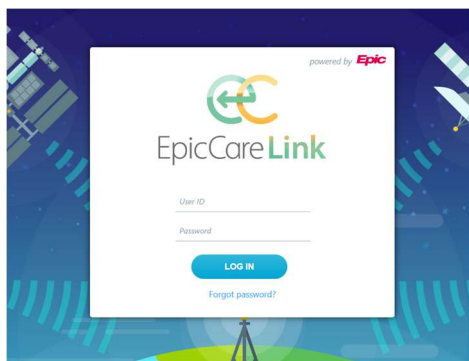 powered by Epic
EpicCare Link
User ID
Password
LOG IN
Forgot password?